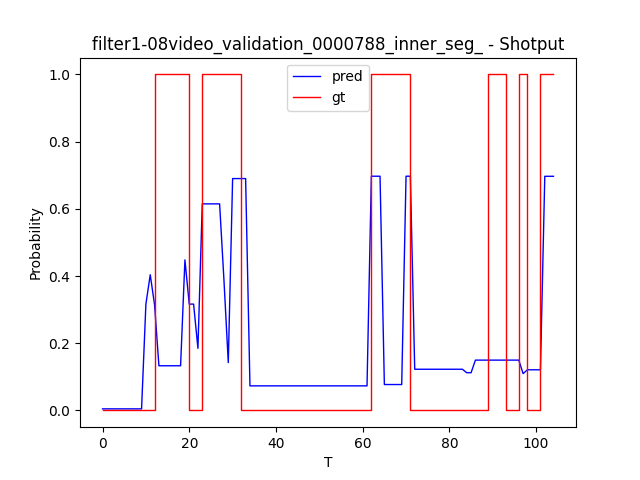 filter1-08video_validation_0000788_inner_seg_ - Shotput
pred
gt
1.0
0.8
0.6
0.4
0.2
0.0
Probability
0 20 40 60 80 100
T